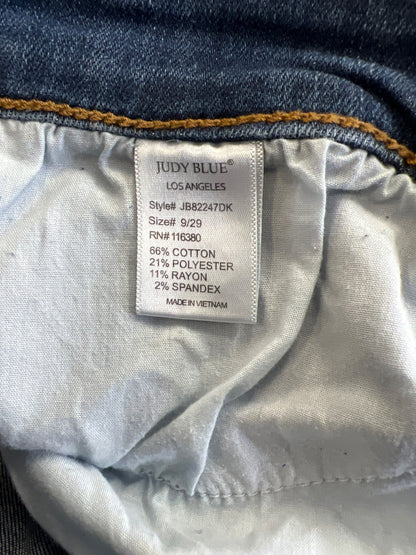 JUDY BLUE®
LOS ANGELES
Style# JB82247DK
Size# 9/29
RN# 116380
66% COTTON
21% POLYESTER
11% RAYON
2% SPANDEX
MADE IN VIETNAM